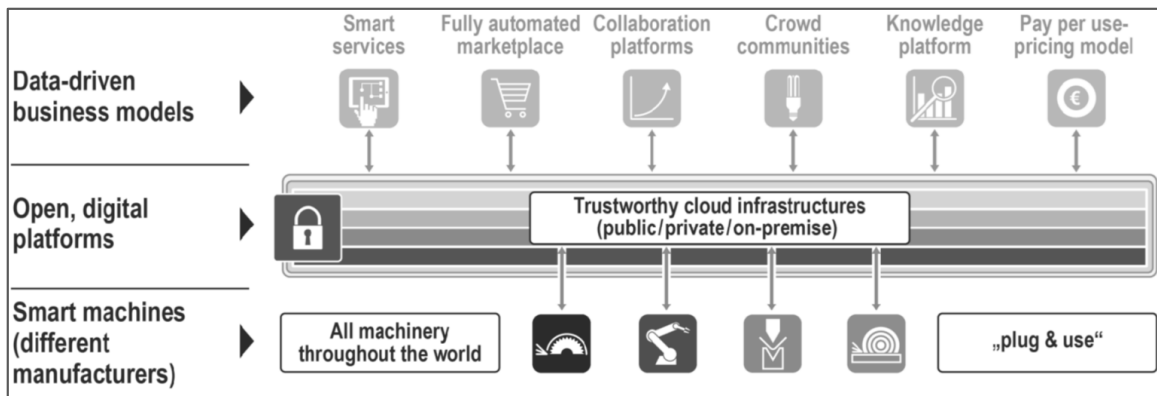 Smart
services
Fully automated
marketplace
Collaboration
platforms
Crowd
communities
Knowledge
platform
Pay per use-
pricing model
Data-driven
business models
€
Open, digital
platforms
Trustworthy cloud infrastructures
(public/private/on-premise)
Smart machines
(different
manufacturers)
All machinery
throughout the world
„plug & use“